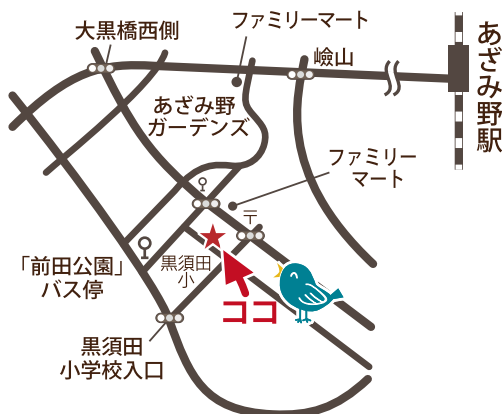 ファミリーマート
大黒橋西側
嶮山
あざみ野駅
あざみ野
ガーデンズ
ファミリー
マート
〒
「前田公園」
バス停
黒須田
小
ココ
黒須田
小学校入口